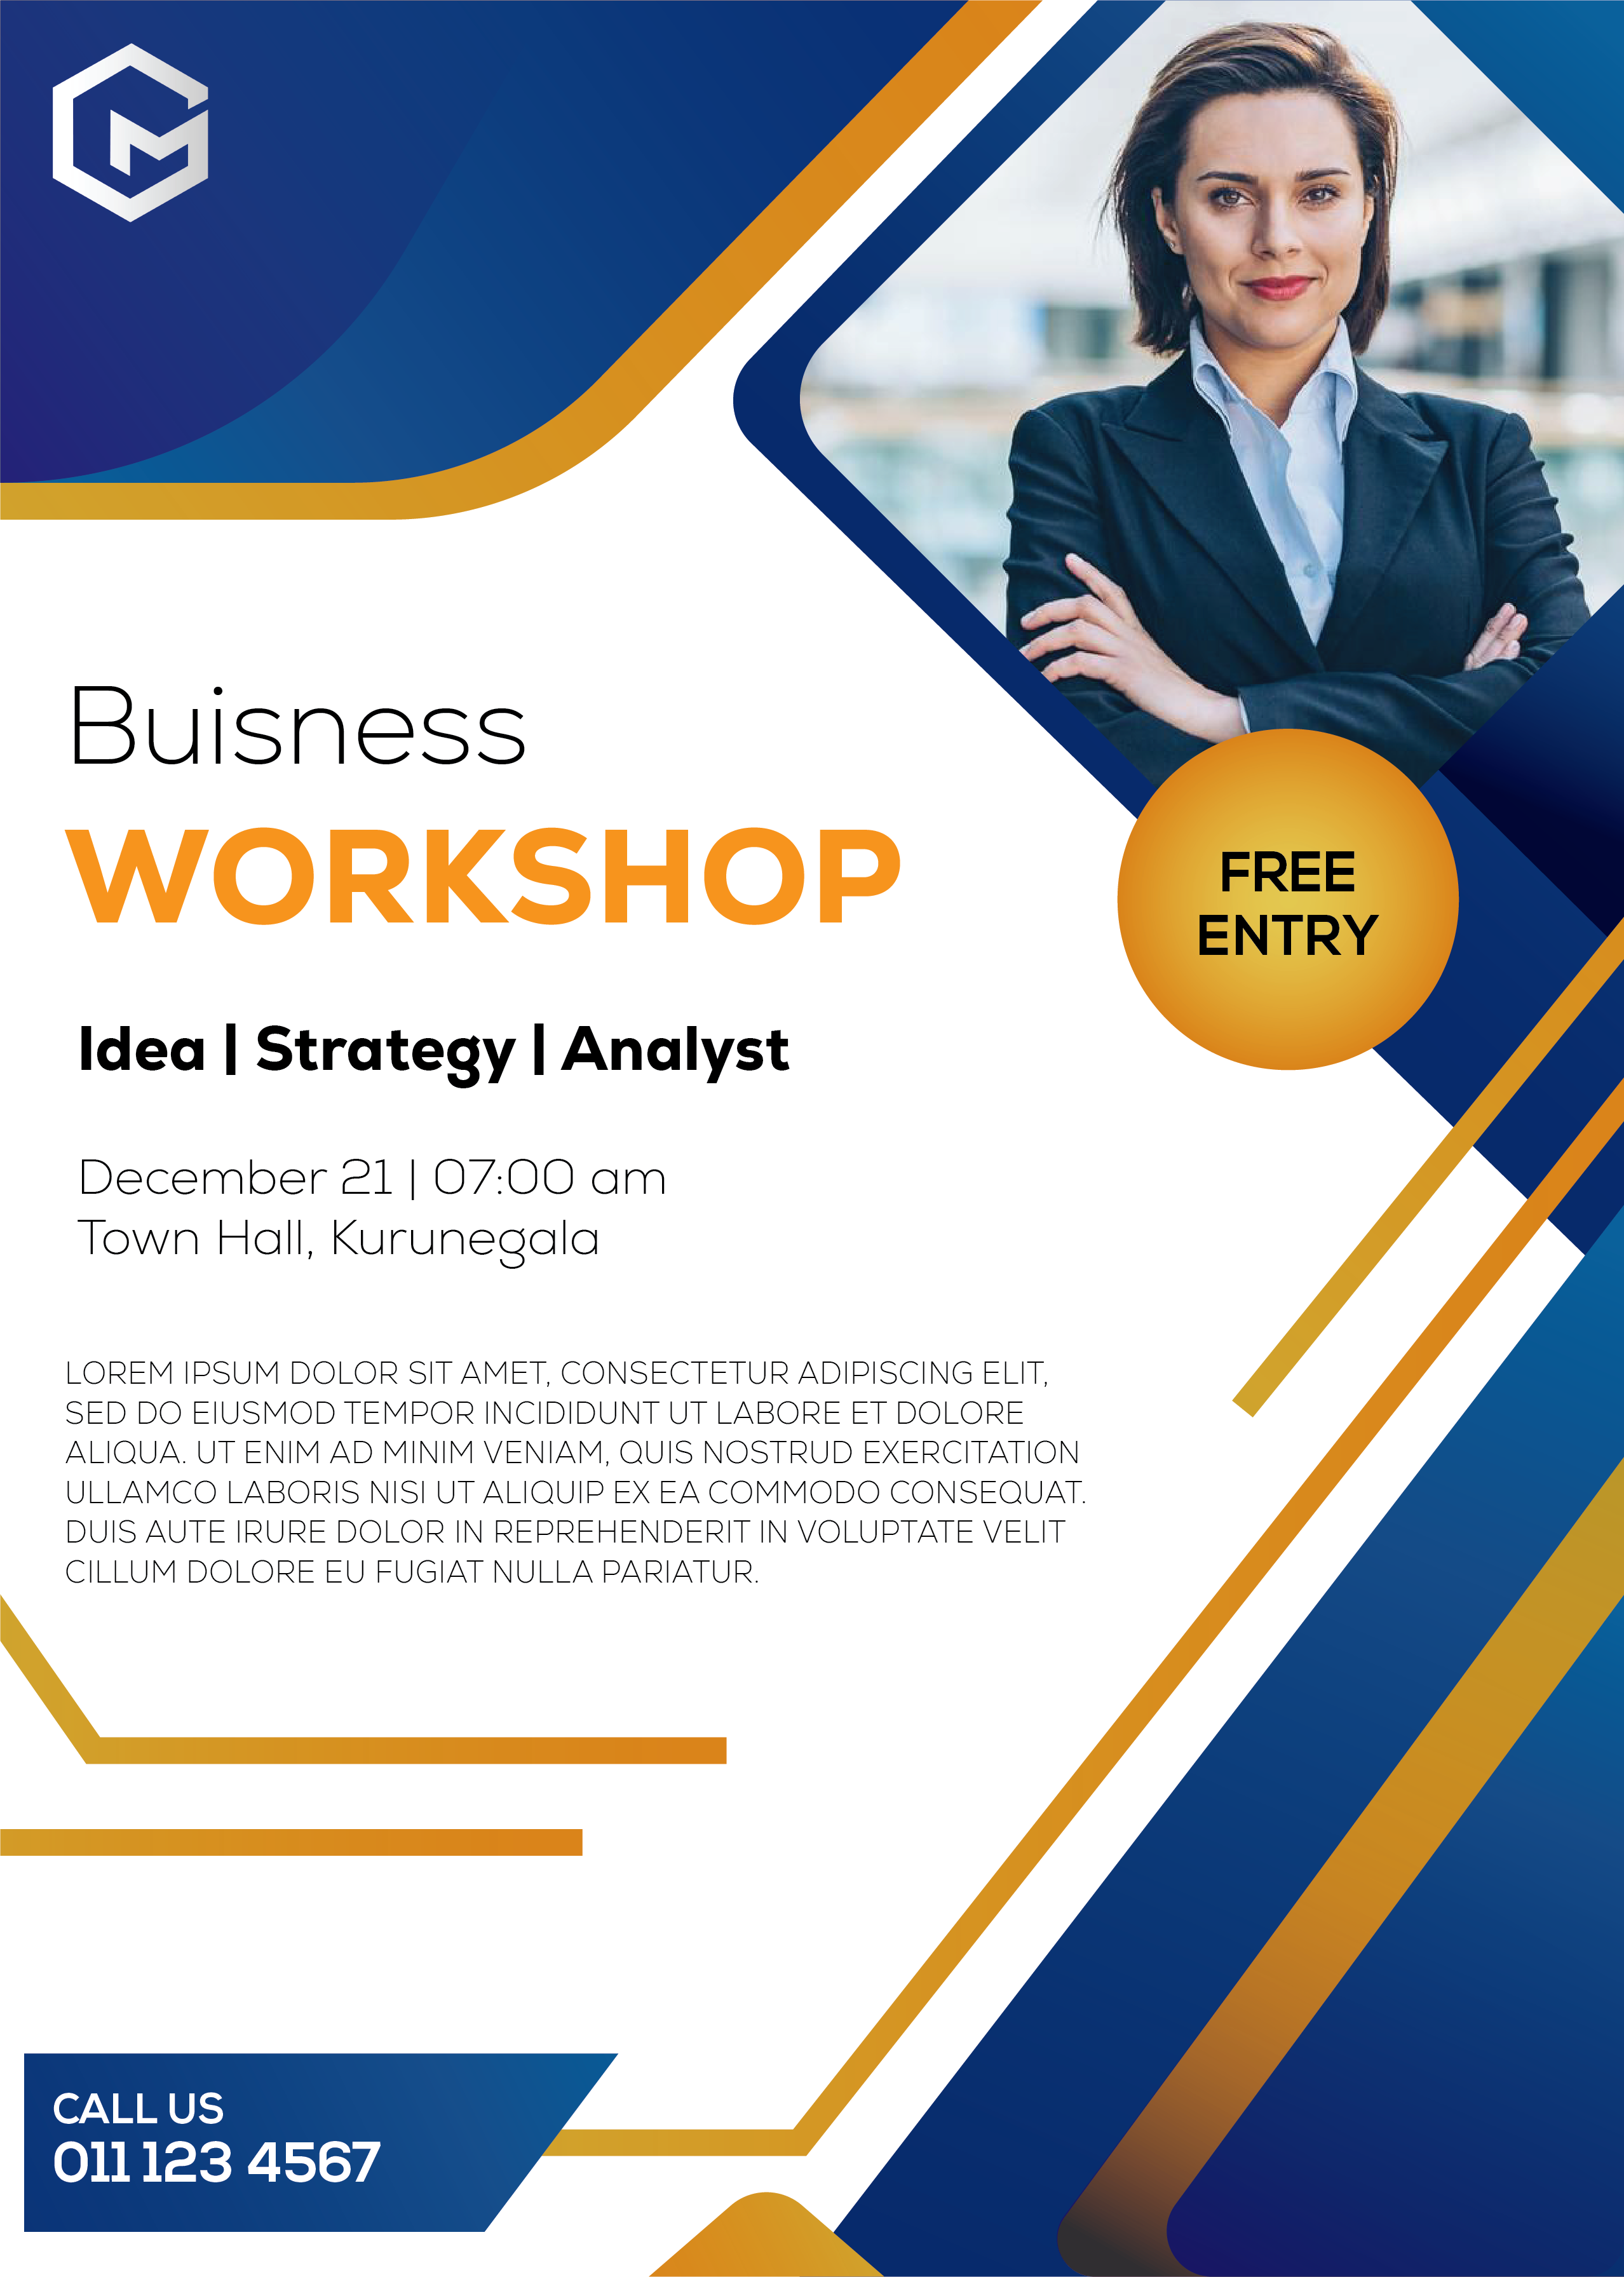 Buisness
WORKSHOP
FREE
ENTRY
Idea | Strategy | Analyst
December 21 | 07:00 am
Town Hall, Kurunegala
LOREM IPSUM DOLOR SIT AMET, CONSECTETUR ADIPISCING ELIT,
SED DO EIUSMOD TEMPOR INCIDIDUNT UT LABORE ET DOLORE
ALIQUA. UT ENIM AD MINIM VENIAM, QUIS NOSTRUD EXERCITATION
ULLAMCO LABORIS NISI UT ALIQUIP EX EA COMMODO CONSEQUAT.
DUIS AUTE IRURE DOLOR IN REPREHENDERIT IN VOLUPTATE VELIT
CILLUM DOLORE EU FUGIAT NULLA PARIATUR.
CALL US
011 123 4567